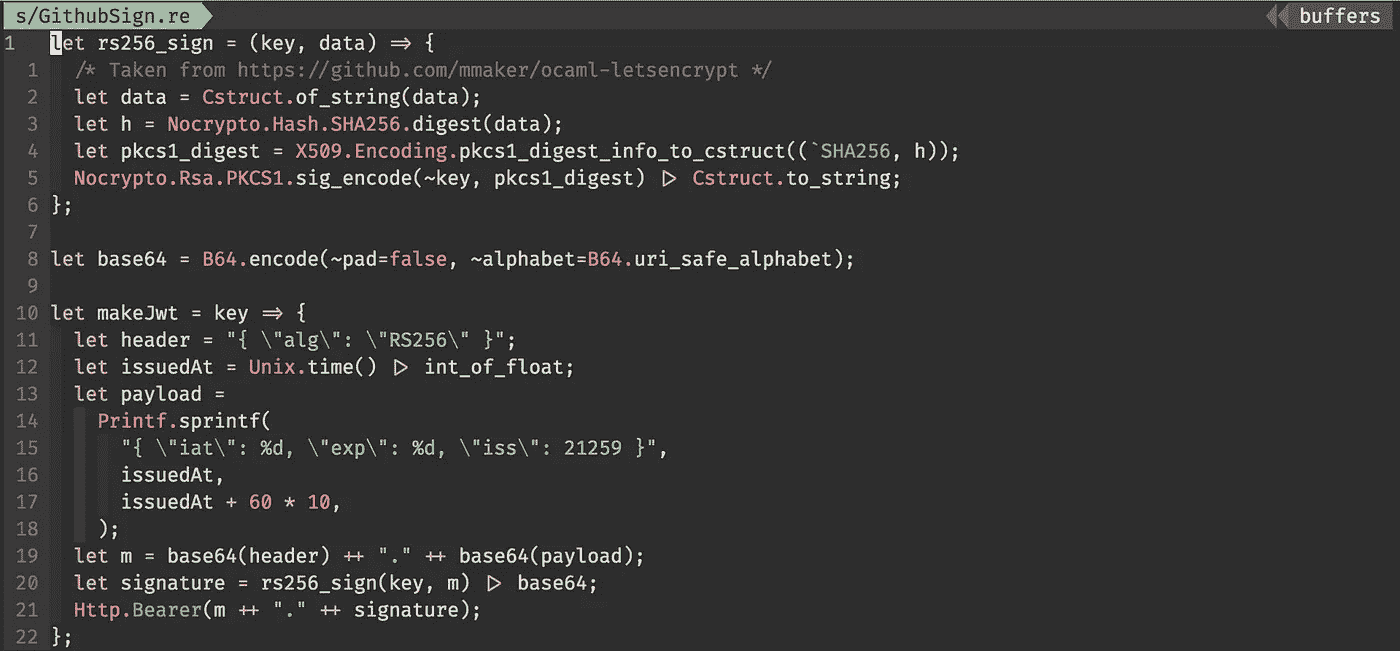 s/GithubSign.re buffers
1 let rs256_sign = (key, data) => {
1 /* Taken from https://github.com/mmaker/ocaml-letsencrypt */
2 let data = Cstruct.of_string(data);
3 let h = Nocrypto.Hash.SHA256.digest(data);
4 let pkcs1_digest = X509.Encoding.pkcs1_digest_info_to_cstruct((`SHA256, h));
5 Nocrypto.Rsa.PKCS1.sig_encode(~key, pkcs1_digest) |> Cstruct.to_string;
6 };
7
8 let base64 = B64.encode(~pad=false, ~alphabet=B64.uri_safe_alphabet);
9
10 let makeJwt = key => {
11 let header = "{ \"alg\": \"RS256\" }";
12 let issuedAt = Unix.time() |> int_of_float;
13 let payload =
14 Printf.sprintf(
15 "{ \"iat\": %d, \"exp\": %d, \"iss\": 21259 }",
16 issuedAt,
17 issuedAt + 60 * 10,
18 );
19 let m = base64(header) ++ "." ++ base64(payload);
20 let signature = rs256_sign(key, m) |> base64;
21 Http.Bearer(m ++ "." ++ signature);
22 };